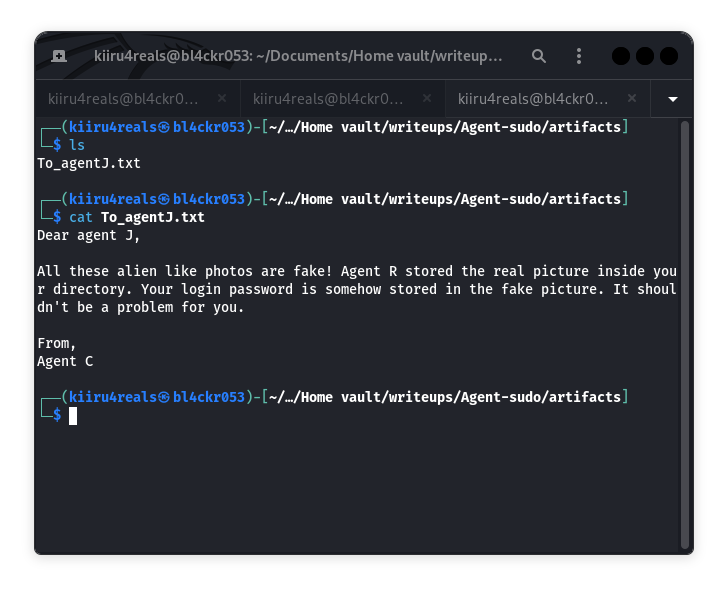 kiiru4reals@bl4ckr053: ~/Documents/Home vault/writeup...
kiiru4reals@bl4ckr0... × kiiru4reals@bl4ckr0... × kiiru4reals@bl4ckr0... ×
┌──(kiiru4reals㉿bl4ckr053)-[~/…/Home vault/writeups/Agent-sudo/artifacts]
└─$ ls
To_agentJ.txt
┌──(kiiru4reals㉿bl4ckr053)-[~/…/Home vault/writeups/Agent-sudo/artifacts]
└─$ cat To_agentJ.txt
Dear agent J,
All these alien like photos are fake! Agent R stored the real picture inside you
r directory. Your login password is somehow stored in the fake picture. It shoul
dn't be a problem for you.
From,
Agent C
┌──(kiiru4reals㉿bl4ckr053)-[~/…/Home vault/writeups/Agent-sudo/artifacts]
└─$